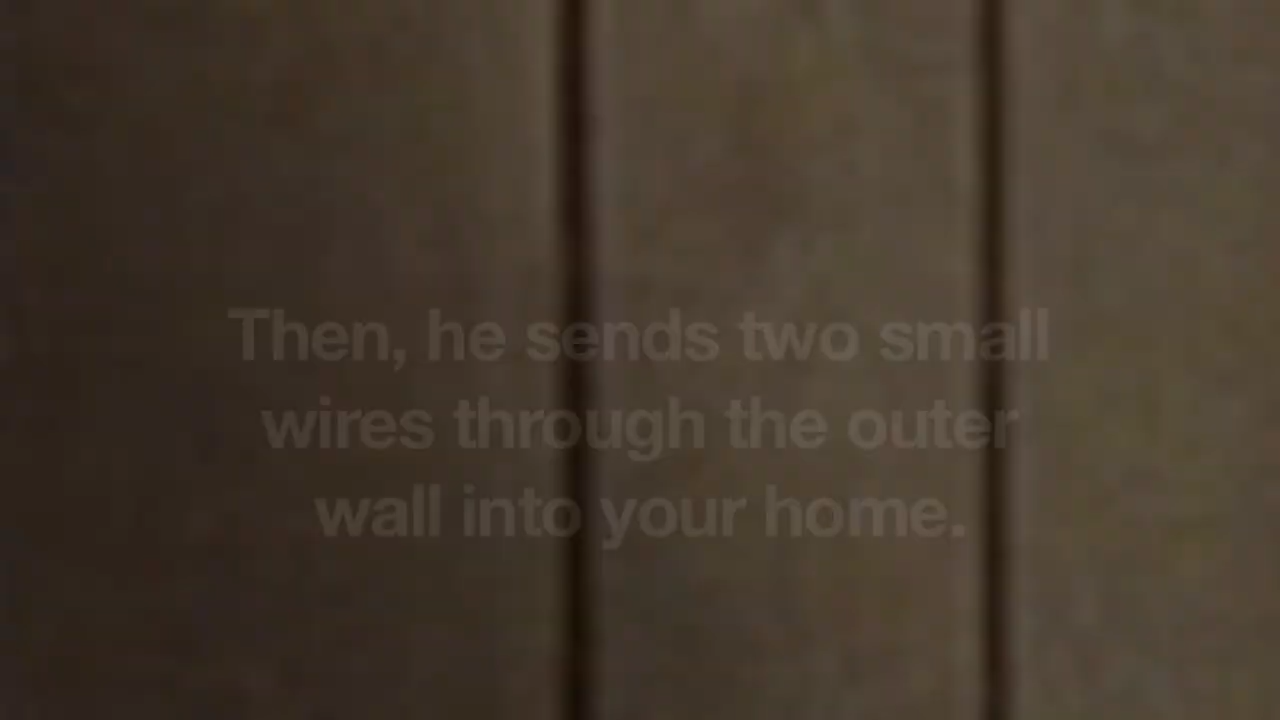 Then, he sends two small
wires through the outer
wall into your home.